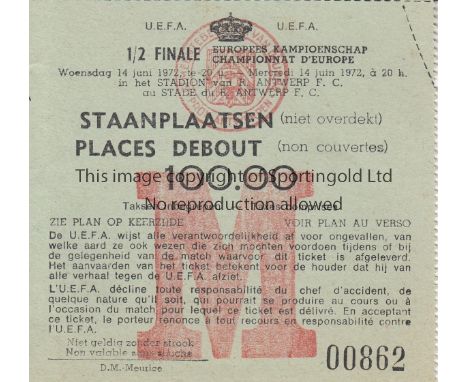 U.E.F.A. U.E.F.A.
1/2 FINALE EUROPEES KAMPIOENSCHAP
CHAMPIONNAT D'EUROPE
Woensdag 14 juni 1972, te 20 u. - Mercredi 14 juin 1972, à 20 h.
in het STADION van R. ANTWERP F. C.
au STADE du R. ANTWERP F. C.
STAANPLAATSEN (niet overdekt)
PLACES DEBOUT (non couvertes)
100.00
This image copyright of Sportingold Ltd
No reproduction allowed
ZIE PLAN OP KEERZIJDE VOIR PLAN AU VERSO
De U.E.F.A. wijst alle verantwoordelijkheid af voor ongevallen, van
welke aard ze ook wezen die zich mochten voordoen tijdens of bij
de gelegenheid van de match waarvoor dit ticket is afgeleverd.
Het aanvaarden van het ticket betekent voor de houder dat hij van
alle verhaal tegen de U.E.F.A. afziet.
L'U.E.F.A. décline toute responsabilité du chef d'accident, de
quelque nature qu'il soit, qui pourrait se produire au cours ou à
l'occasion du match pour lequel ce ticket est délivré. En acceptant
ce ticket, le porteur renonce à tout recours en responsabilité contre
l'U.E.F.A.
Niet geldig zonder strook
Non valable sans souche
00862
D.M.-Meurice
M